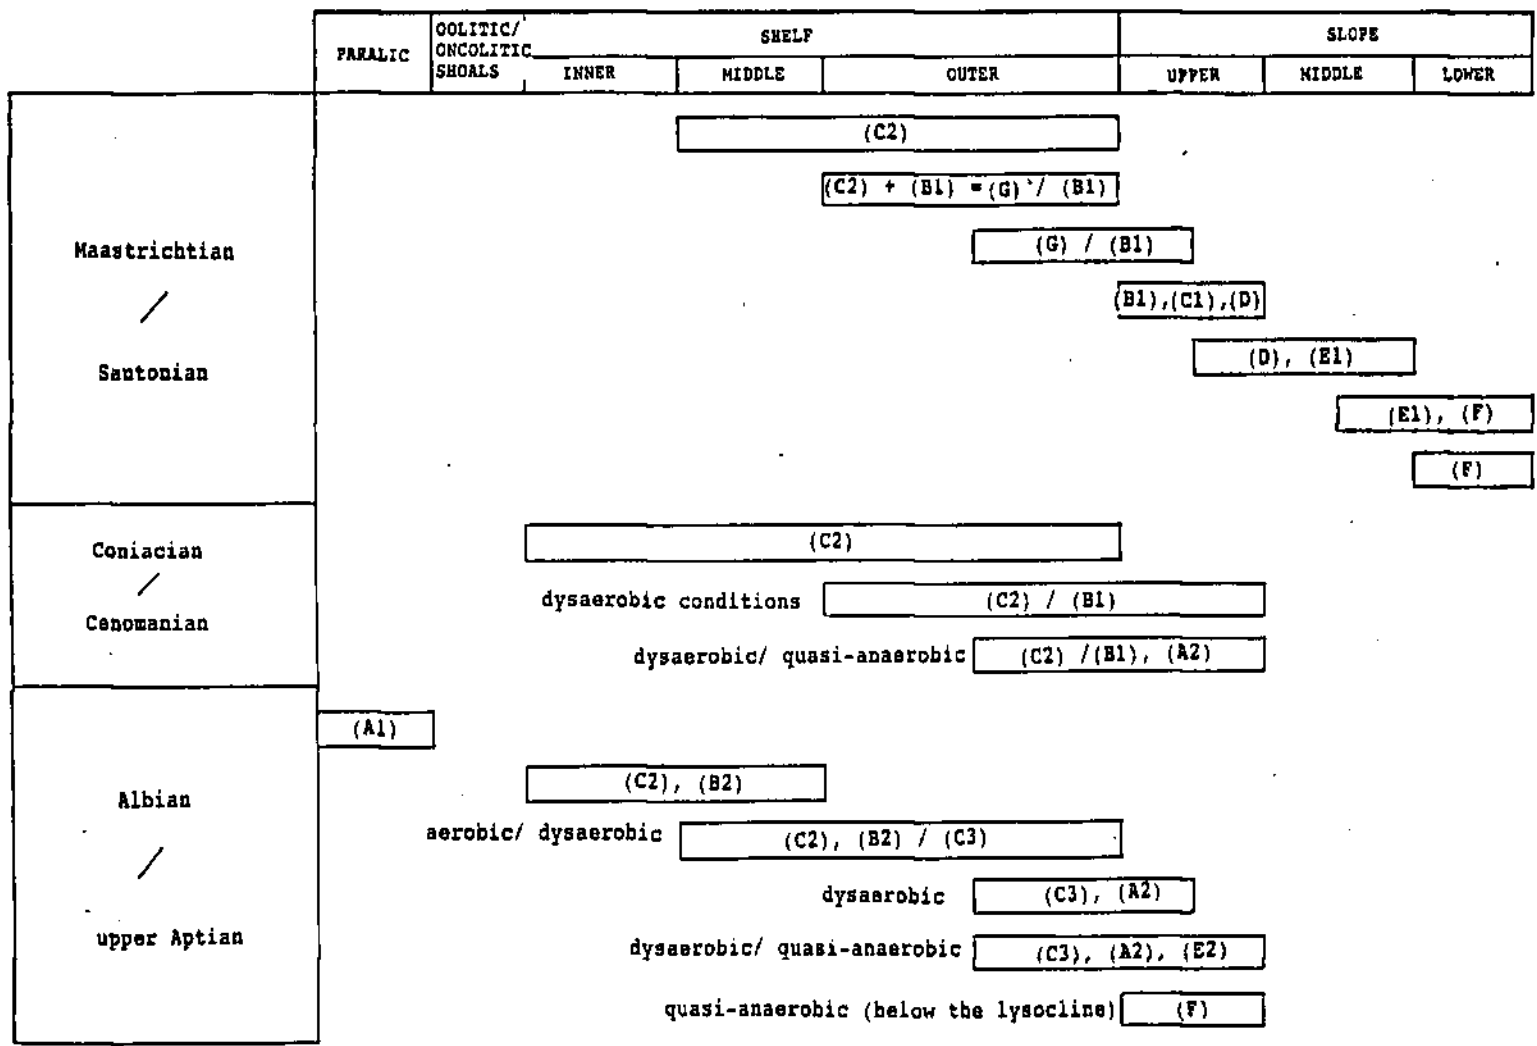 PARALIC
OOLITIC/
ONCOLITIC
SHOALS
SHELF
SLOPE
INNER
MIDDLE
OUTER
UPPER
MIDDLE
LOWER
Maastrichtian
/
Santonian
(C2)
(C2) + (B1) = (G) / (B1)
(G) / (B1)
(B1),(C1),(D)
(D), (E1)
(E1), (F)
(F)
Coniacian
/
Cenomanian
(C2)
dysaerobic conditions (C2) / (B1)
dysaerobic/ quasi-anaerobic (C2) /(B1), (A2)
Albian
/
upper Aptian
(A1)
(C2), (B2)
aerobic/ dysaerobic (C2), (B2) / (C3)
dysaerobic (C3), (A2)
dysaerobic/ quasi-anaerobic (C3), (A2), (E2)
quasi-anaerobic (below the lysocline) (F)